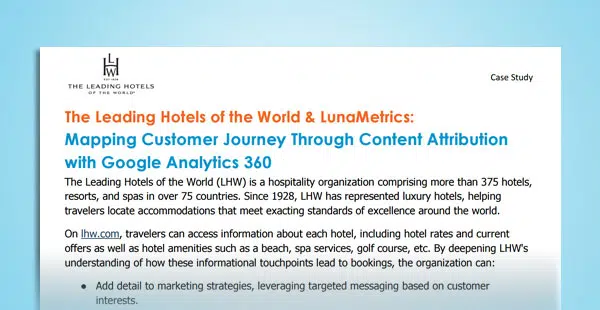 L
H
W
EST 1928
THE LEADING HOTELS
OF THE WORLD®
Case Study
The Leading Hotels of the World & LunaMetrics:
Mapping Customer Journey Through Content Attribution
with Google Analytics 360
The Leading Hotels of the World (LHW) is a hospitality organization comprising more than 375 hotels,
resorts, and spas in over 75 countries. Since 1928, LHW has represented luxury hotels, helping
travelers locate accommodations that meet exacting standards of excellence around the world.
On lhw.com, travelers can access information about each hotel, including hotel rates and current
offers as well as hotel amenities such as a beach, spa services, golf course, etc. By deepening LHW's
understanding of how these informational touchpoints lead to bookings, the organization can:
● Add detail to marketing strategies, leveraging targeted messaging based on customer
interests.